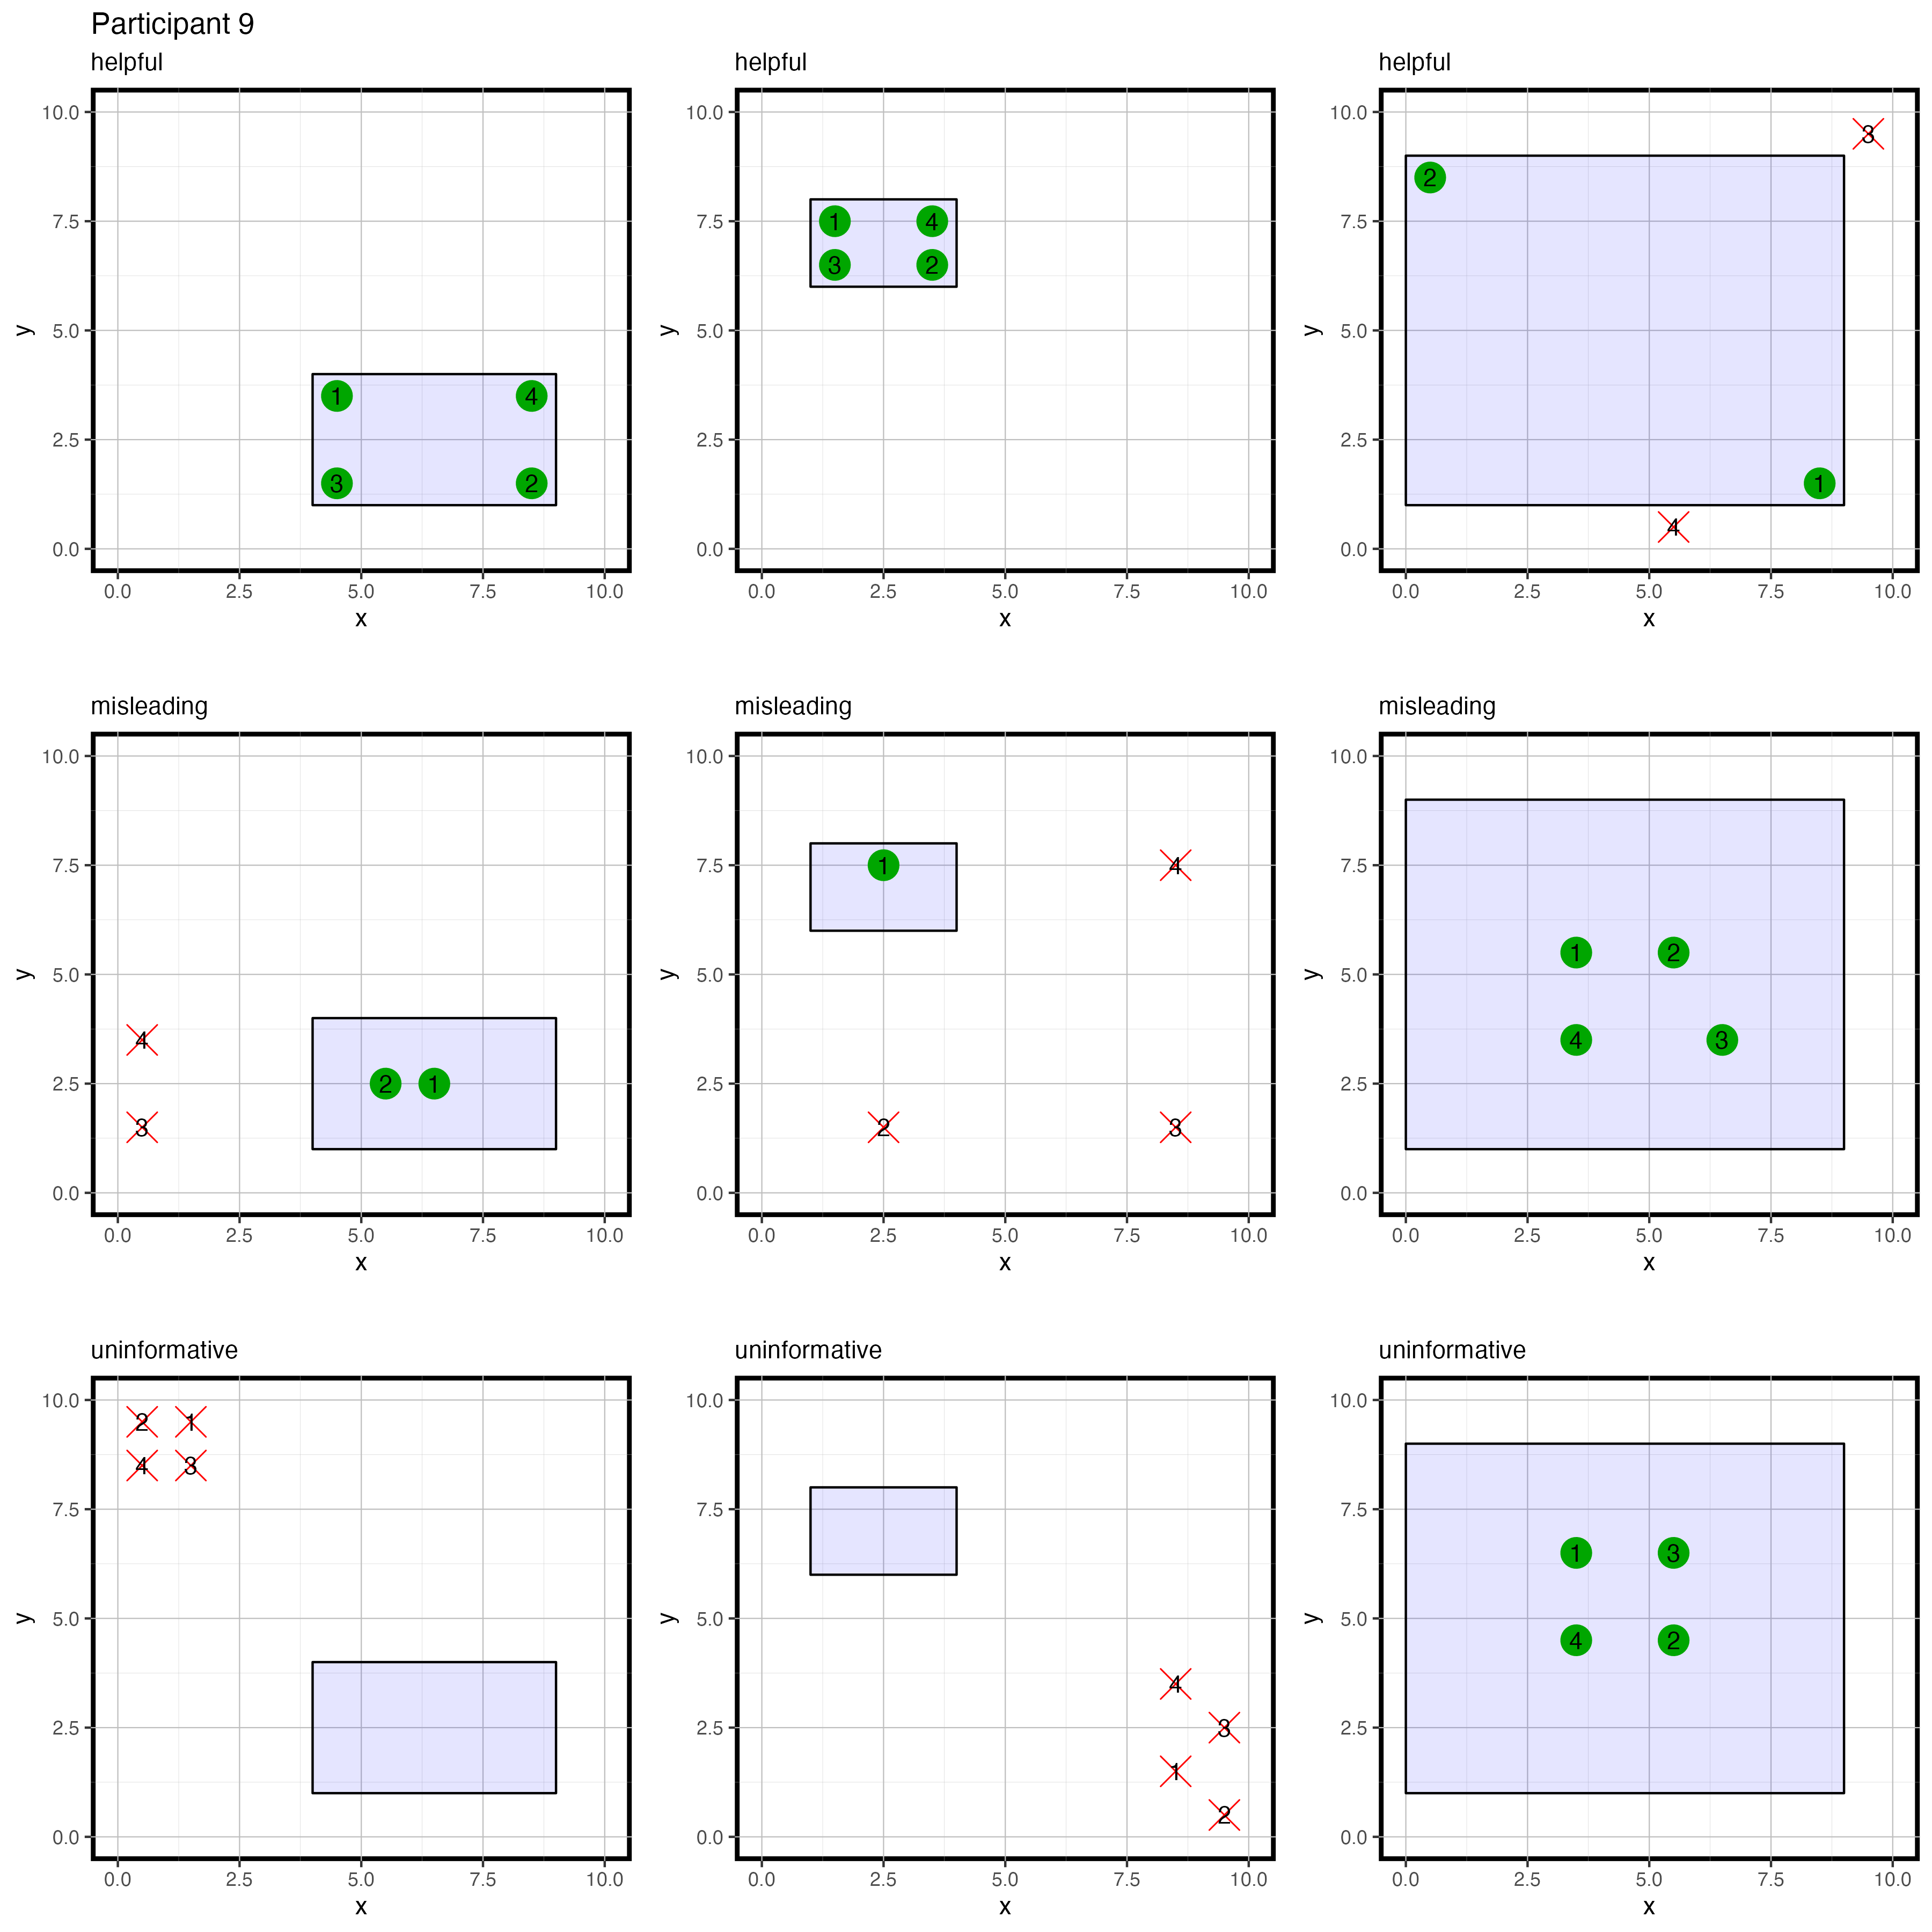 Participant 9
helpful helpful helpful
10.0 10.0 10.0
3
2
7.5 1 4 7.5 7.5
3 2
y 5.0 y 5.0 y 5.0
1 4
2.5 2.5 2.5
3 2 1
4
0.0 0.0 0.0
0.0 2.5 5.0 7.5 10.0 0.0 2.5 5.0 7.5 10.0 0.0 2.5 5.0 7.5 10.0
x x x
misleading misleading misleading
10.0 10.0 10.0
7.5 7.5 1 4 7.5
1 2
y 5.0 y 5.0 y 5.0
4 4 3
2.5 2 1 2.5 2.5
3 2 3
0.0 0.0 0.0
0.0 2.5 5.0 7.5 10.0 0.0 2.5 5.0 7.5 10.0 0.0 2.5 5.0 7.5 10.0
x x x
uninformative uninformative uninformative
10.0 10.0 10.0
2 1
4 3
7.5 7.5 7.5
1 3
y 5.0 y 5.0 y 5.0
4 2
4
2.5 2.5 3 2.5
1
2
0.0 0.0 0.0
0.0 2.5 5.0 7.5 10.0 0.0 2.5 5.0 7.5 10.0 0.0 2.5 5.0 7.5 10.0
x x x